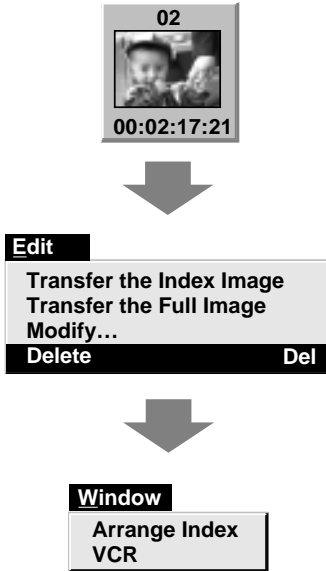 02
00:02:17:21
Edit
Transfer the Index Image
Transfer the Full Image
Modify…
Delete Del
Window
Arrange Index
VCR